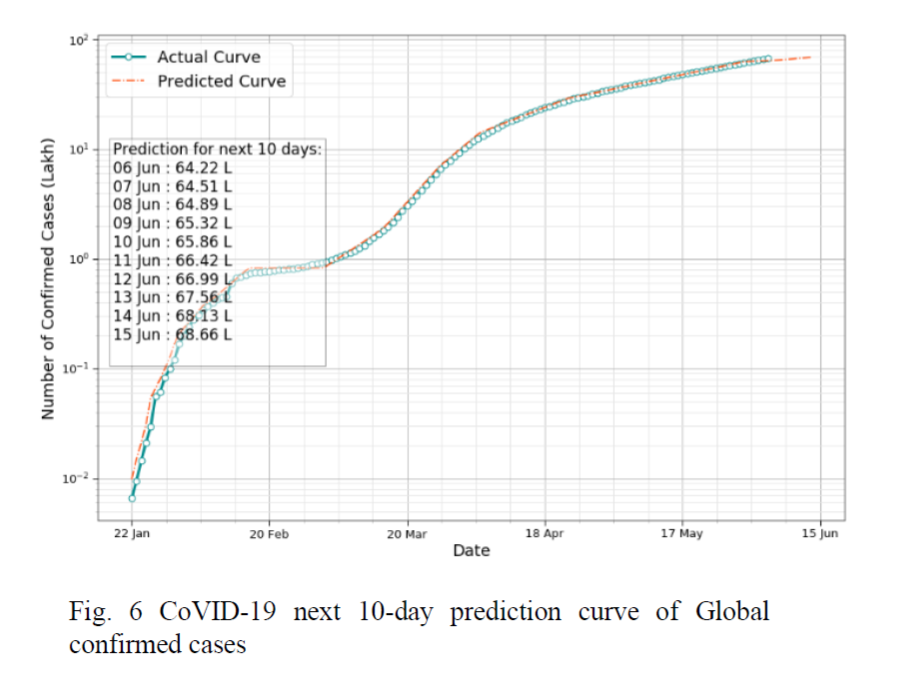 10²
Actual Curve
Predicted Curve
Prediction for next 10 days:
06 Jun : 64.22 L
07 Jun : 64.51 L
08 Jun : 64.89 L
09 Jun : 65.32 L
10 Jun : 65.86 L
11 Jun : 66.42 L
12 Jun : 66.99 L
13 Jun : 67.56 L
14 Jun : 68.13 L
15 Jun : 68.66 L
10¹
10⁰
10⁻¹
10⁻²
Number of Confirmed Cases (Lakh)
22 Jan 20 Feb 20 Mar 18 Apr 17 May 15 Jun
Date
Fig. 6 CoVID-19 next 10-day prediction curve of Global
confirmed cases